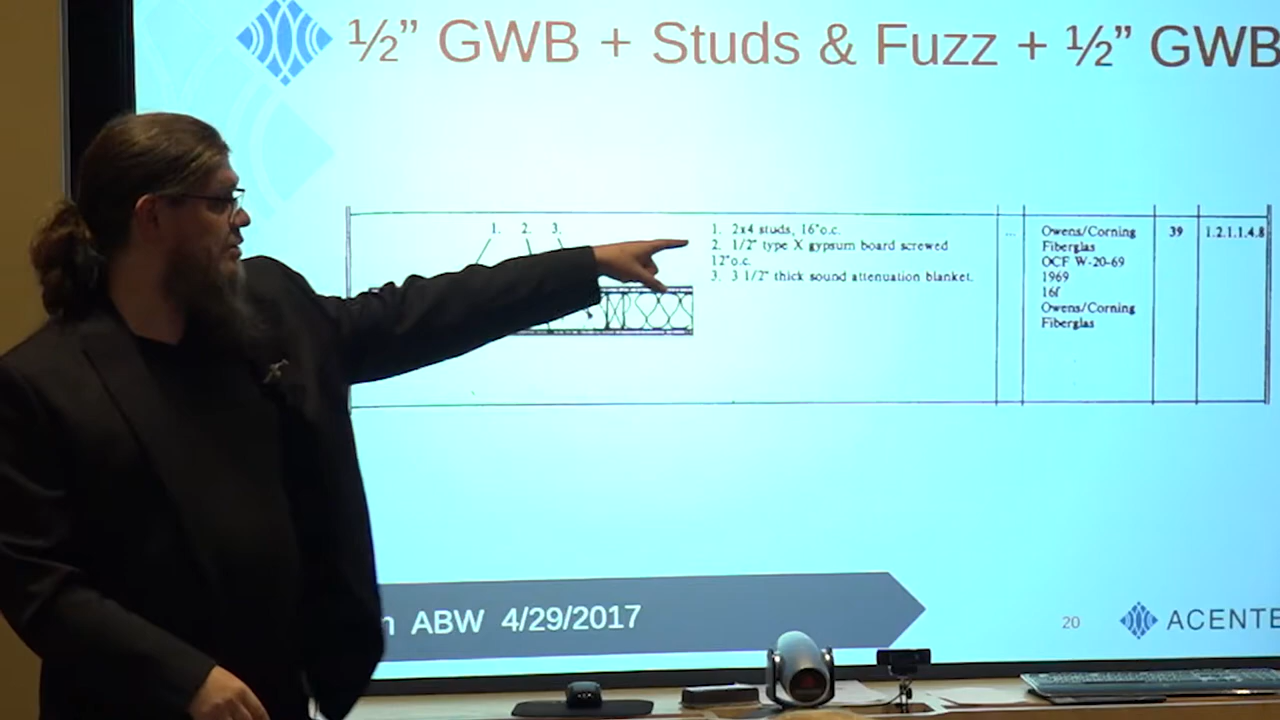 ½” GWB + Studs & Fuzz + ½” GWB
1. 2. 3.
1. 2x4 studs, 16"o.c.
2. 1/2" type X gypsum board screwed
12"o.c.
3. 3 1/2" thick sound attenuation blanket.
...
Owens/Corning
Fiberglas
OCF W-20-69
1969
16f
Owens/Corning
Fiberglas
39
1.2.1.1.4.8
ABW 4/29/2017
20
ACENTE